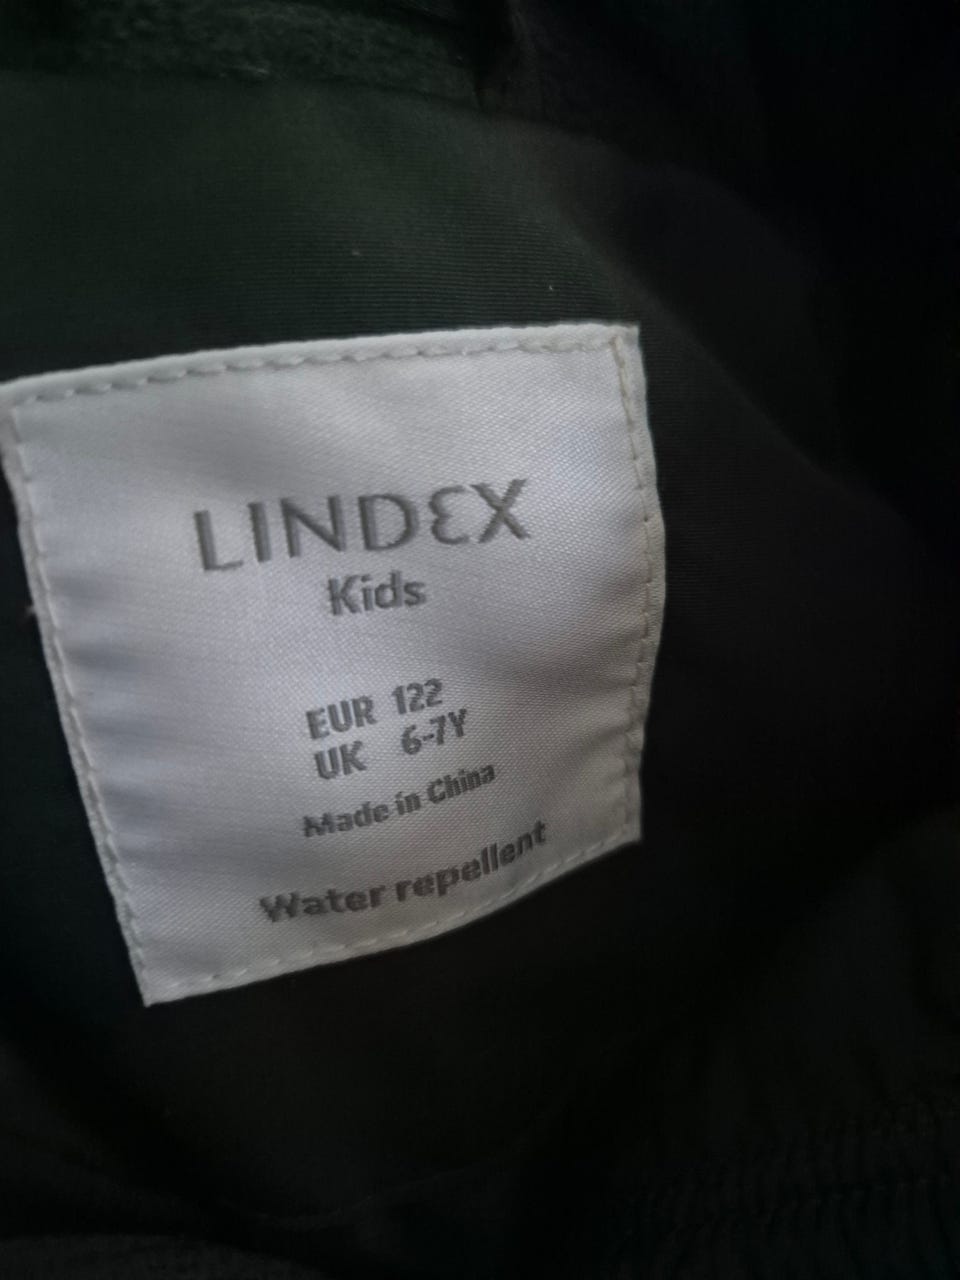 LINDEX
Kids
EUR 122
UK 6-7Y
Made in China
Water repellent